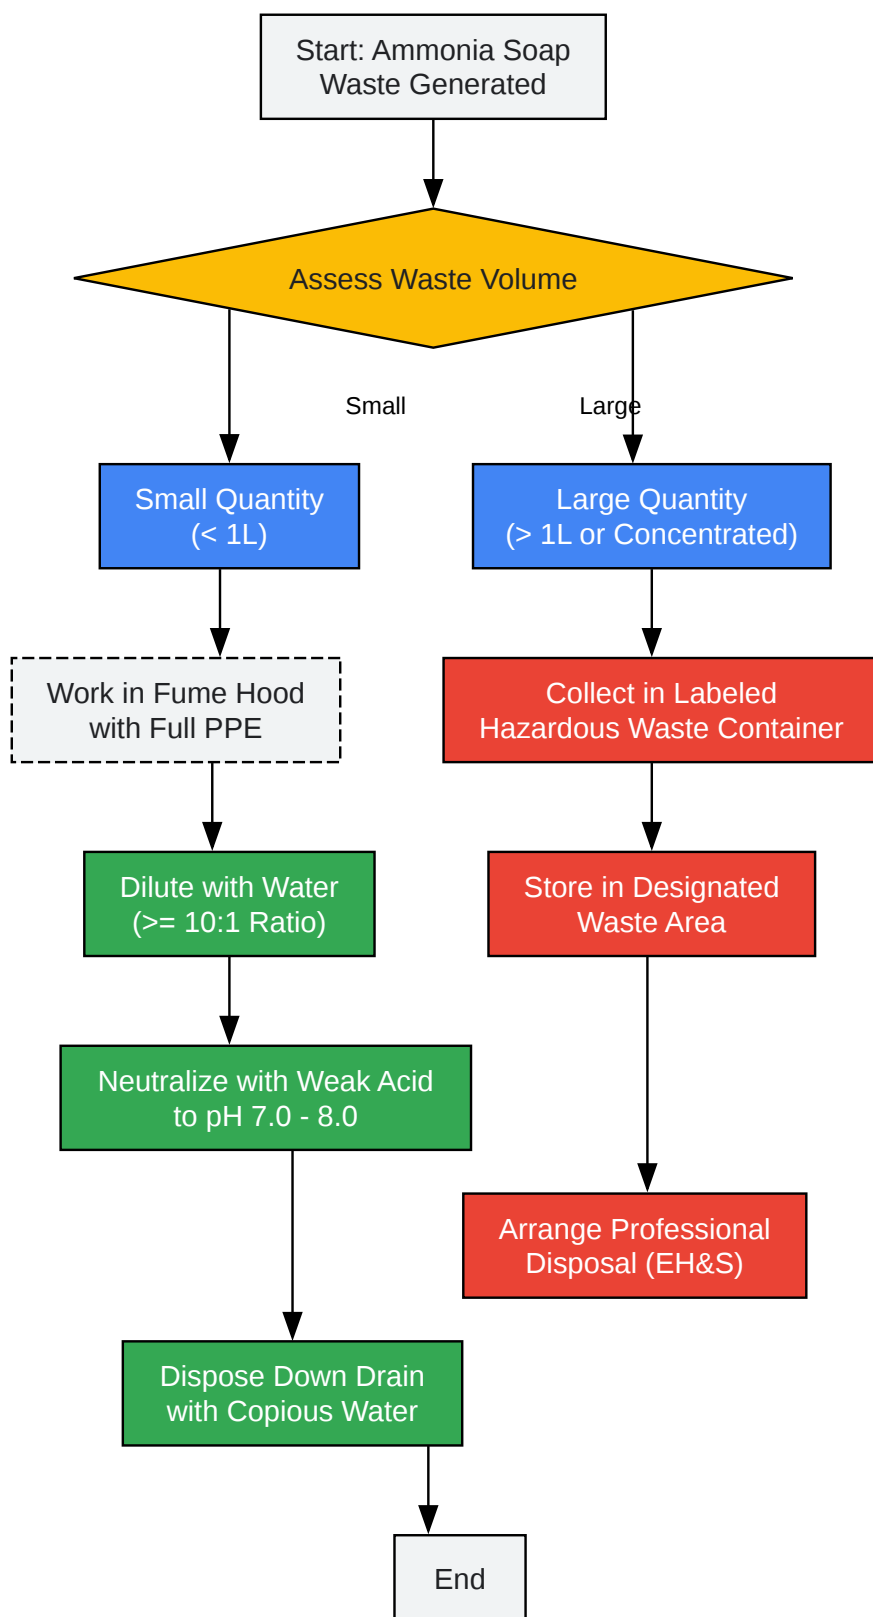 Start: Ammonia Soap
Waste Generated
Assess Waste Volume
Small
Large
Small Quantity
(< 1L)
Large Quantity
(> 1L or Concentrated)
Work in Fume Hood
with Full PPE
Collect in Labeled
Hazardous Waste Container
Dilute with Water
(>= 10:1 Ratio)
Store in Designated
Waste Area
Neutralize with Weak Acid
to pH 7.0 - 8.0
Arrange Professional
Disposal (EH&S)
Dispose Down Drain
with Copious Water
End